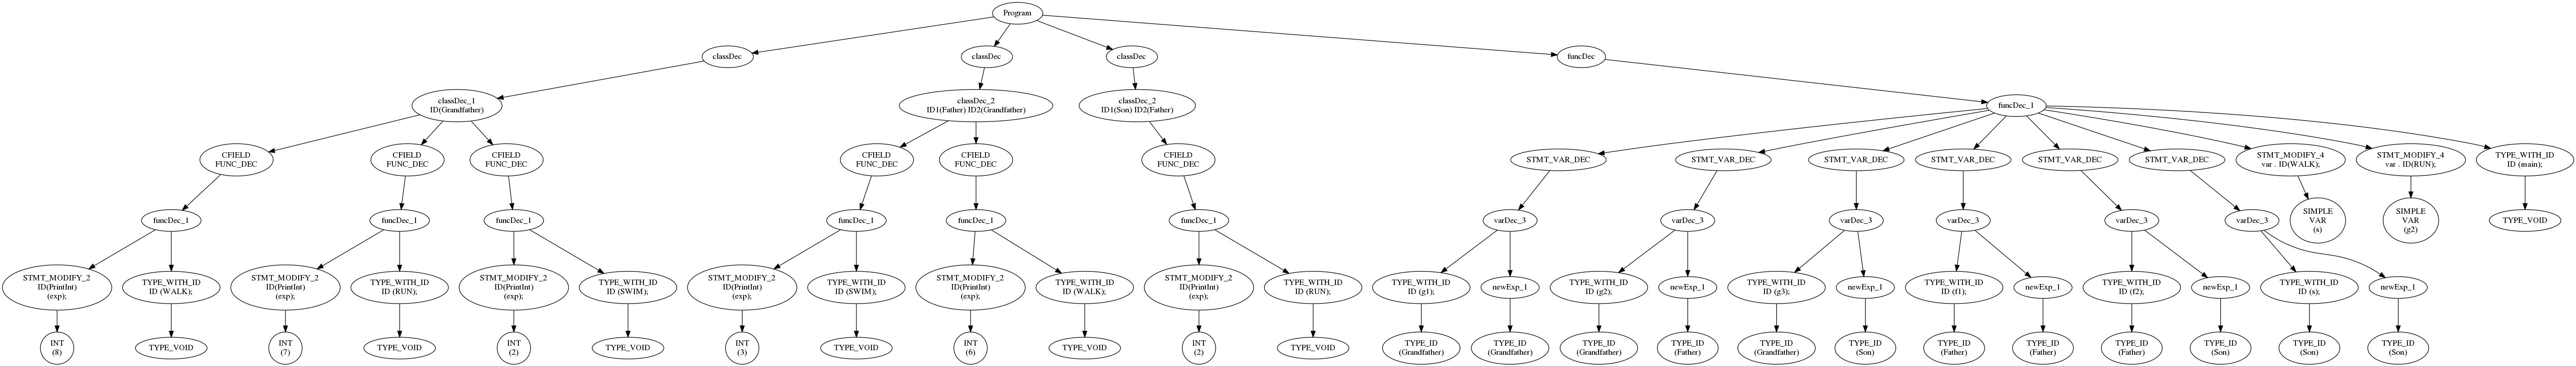 Program
classDec
classDec
classDec
funcDec
classDec_1
ID(Grandfather)
classDec_2
ID1(Father) ID2(Grandfather)
classDec_2
ID1(Son) ID2(Father)
funcDec_1
CFIELD
FUNC_DEC
CFIELD
FUNC_DEC
CFIELD
FUNC_DEC
CFIELD
FUNC_DEC
CFIELD
FUNC_DEC
CFIELD
FUNC_DEC
STMT_VAR_DEC
STMT_VAR_DEC
STMT_VAR_DEC
STMT_VAR_DEC
STMT_VAR_DEC
STMT_VAR_DEC
STMT_MODIFY_4
var . ID(WALK);
STMT_MODIFY_4
var . ID(RUN);
TYPE_WITH_ID
ID (main);
funcDec_1
funcDec_1
funcDec_1
funcDec_1
funcDec_1
funcDec_1
varDec_3
varDec_3
varDec_3
varDec_3
varDec_3
varDec_3
SIMPLE
VAR
(s)
SIMPLE
VAR
(g2)
TYPE_VOID
STMT_MODIFY_2
ID(PrintInt)
(exp);
TYPE_WITH_ID
ID (WALK);
STMT_MODIFY_2
ID(PrintInt)
(exp);
TYPE_WITH_ID
ID (RUN);
STMT_MODIFY_2
ID(PrintInt)
(exp);
TYPE_WITH_ID
ID (SWIM);
STMT_MODIFY_2
ID(PrintInt)
(exp);
TYPE_WITH_ID
ID (SWIM);
STMT_MODIFY_2
ID(PrintInt)
(exp);
TYPE_WITH_ID
ID (WALK);
STMT_MODIFY_2
ID(PrintInt)
(exp);
TYPE_WITH_ID
ID (RUN);
TYPE_WITH_ID
ID (g1);
newExp_1
TYPE_WITH_ID
ID (g2);
newExp_1
TYPE_WITH_ID
ID (g3);
newExp_1
TYPE_WITH_ID
ID (f1);
newExp_1
TYPE_WITH_ID
ID (f2);
newExp_1
TYPE_WITH_ID
ID (s);
newExp_1
INT
(8)
TYPE_VOID
INT
(7)
TYPE_VOID
INT
(2)
TYPE_VOID
INT
(3)
TYPE_VOID
INT
(6)
TYPE_VOID
INT
(2)
TYPE_VOID
TYPE_ID
(Grandfather)
TYPE_ID
(Grandfather)
TYPE_ID
(Grandfather)
TYPE_ID
(Father)
TYPE_ID
(Grandfather)
TYPE_ID
(Son)
TYPE_ID
(Father)
TYPE_ID
(Father)
TYPE_ID
(Father)
TYPE_ID
(Son)
TYPE_ID
(Son)
TYPE_ID
(Son)